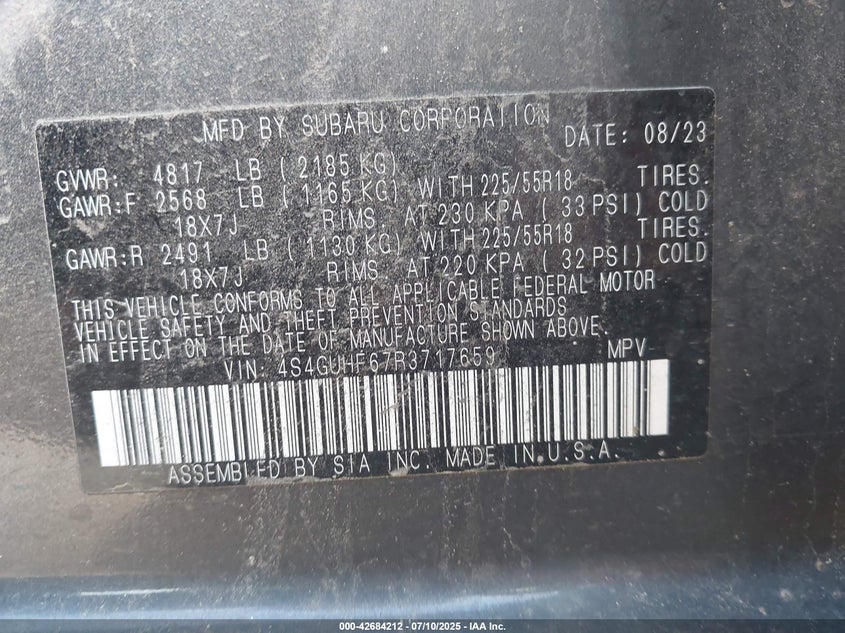 MFD BY SUBARU CORPORATION DATE: 08/23
GVWR: 4817 LB ( 2185 KG)
GAWR:F 2568 LB ( 1165 KG) WITH 225/55R18 TIRES.
18X7J RIMS AT 230 KPA ( 33 PSI) COLD
GAWR:R 2491 LB ( 1130 KG) WITH 225/55R18 TIRES.
18X7J RIMS AT 220 KPA ( 32 PSI) COLD
THIS VEHICLE CONFORMS TO ALL APPLICABLE FEDERAL MOTOR
VEHICLE SAFETY AND THEFT PREVENTION STANDARDS
IN EFFECT ON THE DATE OF MANUFACTURE SHOWN ABOVE.
VIN: 4S4GUHF67R3717659 MPV
ASSEMBLED BY SIA INC. MADE IN U.S.A.
000-42684212 - 07/10/2025 - IAA Inc.